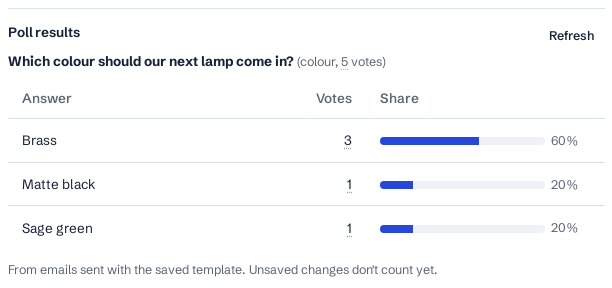 Poll results
Refresh
Which colour should our next lamp come in? (colour, 5 votes)
Answer Votes Share
Brass 3 60%
Matte black 1 20%
Sage green 1 20%
From emails sent with the saved template. Unsaved changes don't count yet.